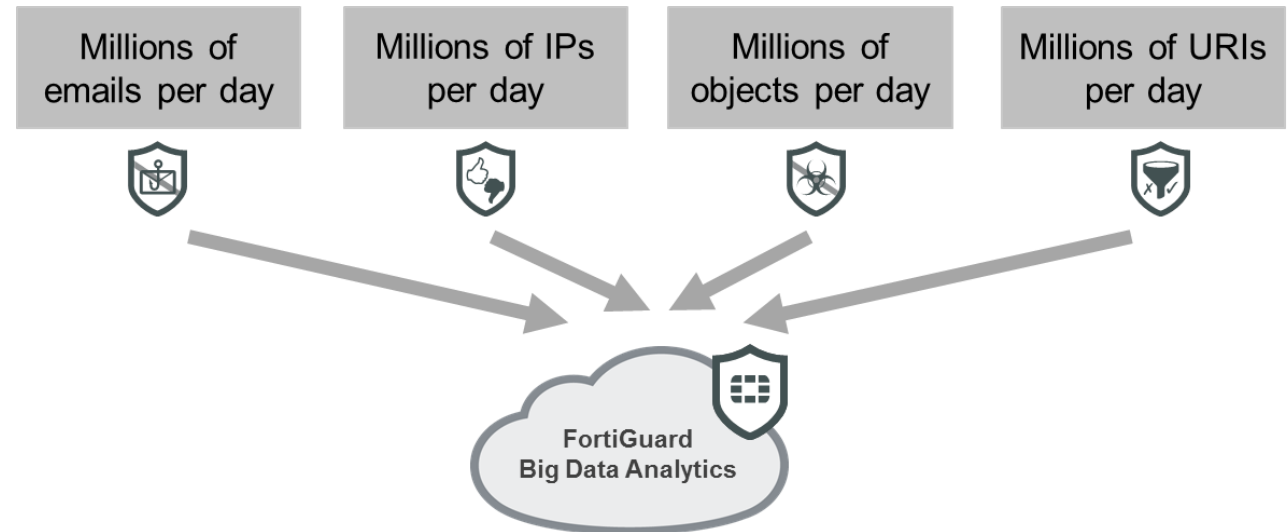 Millions of
emails per day
Millions of IPs
per day
Millions of
objects per day
Millions of URIs
per day
FortiGuard
Big Data Analytics